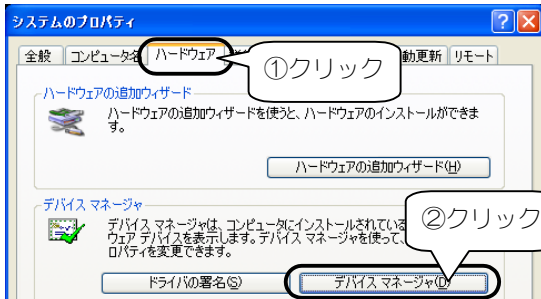 システムのプロパティ
全般 コンピュータ名 ハードウェア 動更新 リモート
①クリック
ハードウェアの追加ウィザード
ハードウェアの追加ウィザードを使うと、ハードウェアのインストールができま
す。
ハードウェアの追加ウィザード(H)
デバイス マネージャ
デバイス マネージャは、コンピュータにインストールされている
ウェア デバイスを表示します。デバイス マネージャを使って、
ロパティを変更できます。
②クリック
ドライバの署名(S) デバイス マネージャ(D)